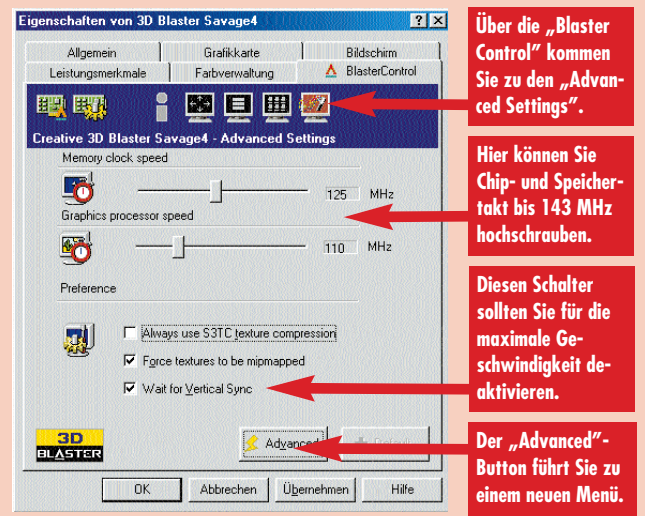 Eigenschaften von 3D Blaster Savage4
Allgemein
Grafikkarte
Bildschirm
Leistungsmerkmale
Farbverwaltung
BlasterControl
Creative 3D Blaster Savage4 - Advanced Settings
Memory clock speed
125 MHz
Graphics processor speed
110 MHz
Preference
Always use S3TC texture compression
Force textures to be mipmapped
Wait for Vertical Sync
3D
BLASTER
Advanced
OK
Abbrechen
Übernehmen
Hilfe
Über die „Blaster
Control” kommen
Sie zu den „Advan-
ced Settings”.
Hier können Sie
Chip- und Speicher-
takt bis 143 MHz
hochschrauben.
Diesen Schalter
sollten Sie für die
maximale Ge-
schwindigkeit de-
aktivieren.
Der „Advanced”-
Button führt Sie zu
einem neuen Menü.